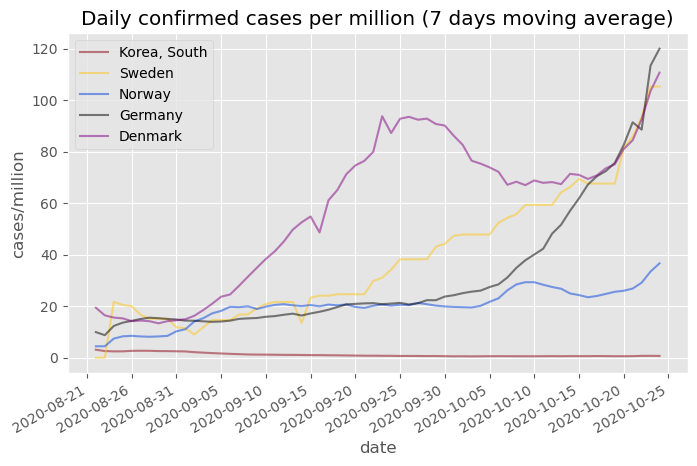 Daily confirmed cases per million (7 days moving average)
120
100
80
60
40
20
0
cases/million
Korea, South
Sweden
Norway
Germany
Denmark
2020-08-21
2020-08-26
2020-08-31
2020-09-05
2020-09-10
2020-09-15
2020-09-20
2020-09-25
2020-09-30
2020-10-05
2020-10-10
2020-10-15
2020-10-20
2020-10-25
date